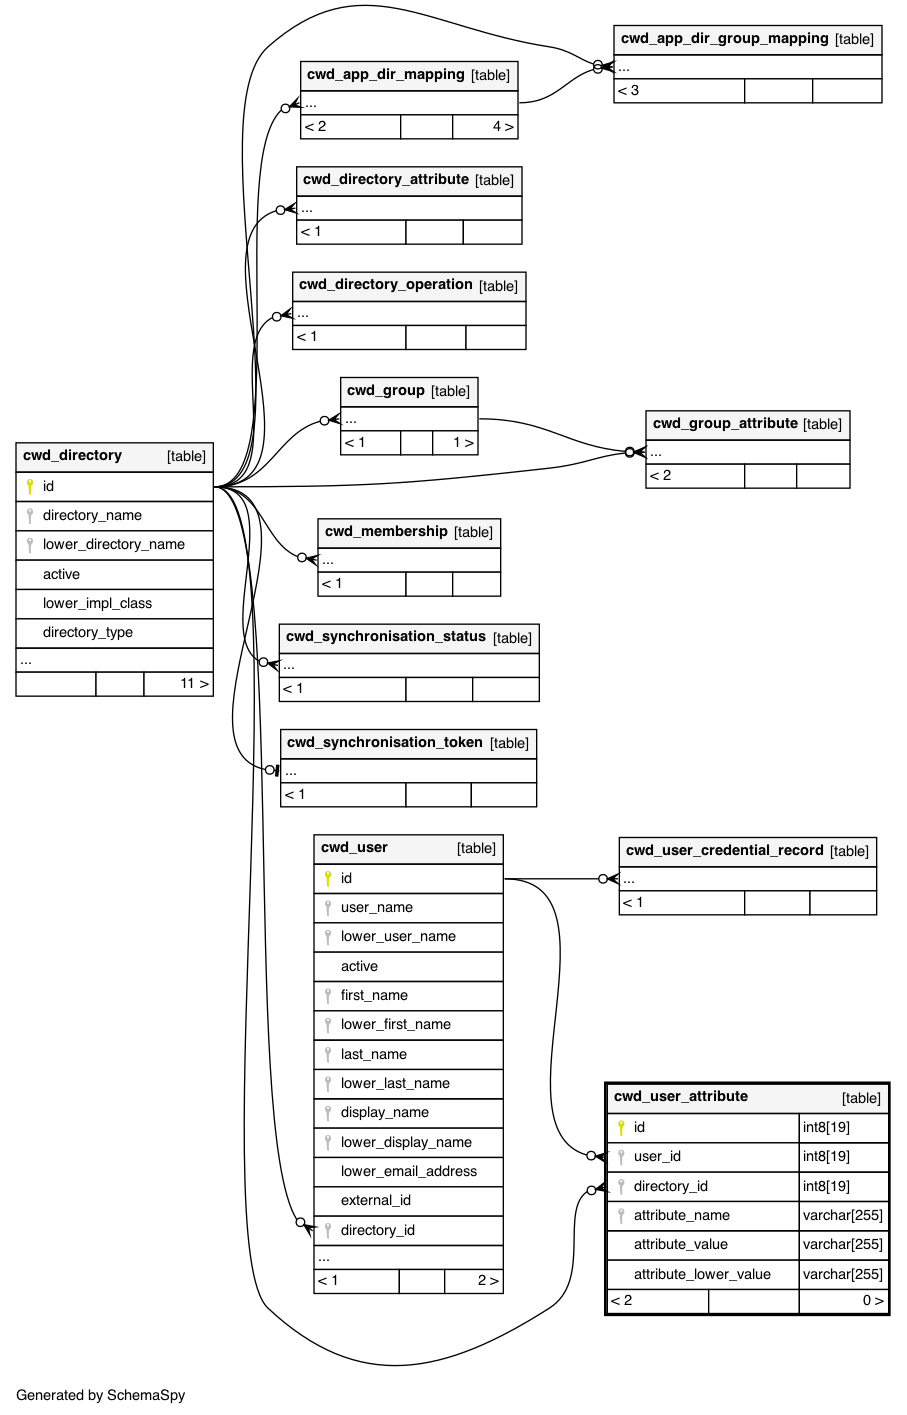 cwd_app_dir_group_mapping [table]
...
< 3
cwd_app_dir_mapping [table]
...
< 2 4 >
cwd_directory_attribute [table]
...
< 1
cwd_directory_operation [table]
...
< 1
cwd_group [table]
...
< 1 1 >
cwd_group_attribute [table]
...
< 2
cwd_directory [table]
id
directory_name
lower_directory_name
active
lower_impl_class
directory_type
...
11 >
cwd_membership [table]
...
< 1
cwd_synchronisation_status [table]
...
< 1
cwd_synchronisation_token [table]
...
< 1
cwd_user [table]
id
user_name
lower_user_name
active
first_name
lower_first_name
last_name
lower_last_name
display_name
lower_display_name
lower_email_address
external_id
directory_id
...
< 1 2 >
cwd_user_credential_record [table]
...
< 1
cwd_user_attribute [table]
id int8[19]
user_id int8[19]
directory_id int8[19]
attribute_name varchar[255]
attribute_value varchar[255]
attribute_lower_value varchar[255]
< 2 0 >
Generated by SchemaSpy